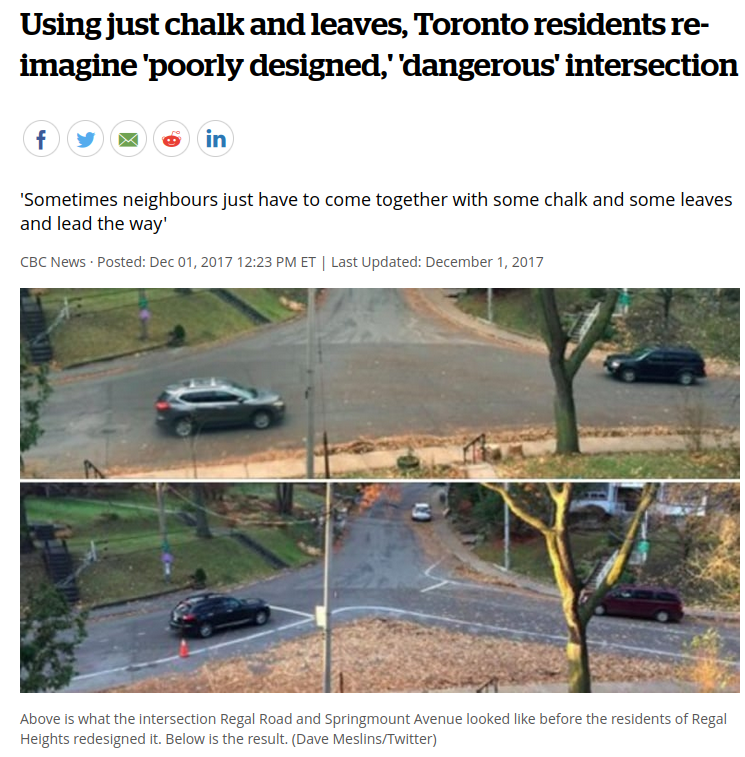 Using just chalk and leaves, Toronto residents re-
imagine 'poorly designed,' 'dangerous' intersection
f
in
'Sometimes neighbours just have to come together with some chalk and some leaves
and lead the way'
CBC News · Posted: Dec 01, 2017 12:23 PM ET | Last Updated: December 1, 2017
Above is what the intersection Regal Road and Springmount Avenue looked like before the residents of Regal
Heights redesigned it. Below is the result. (Dave Meslins/Twitter)